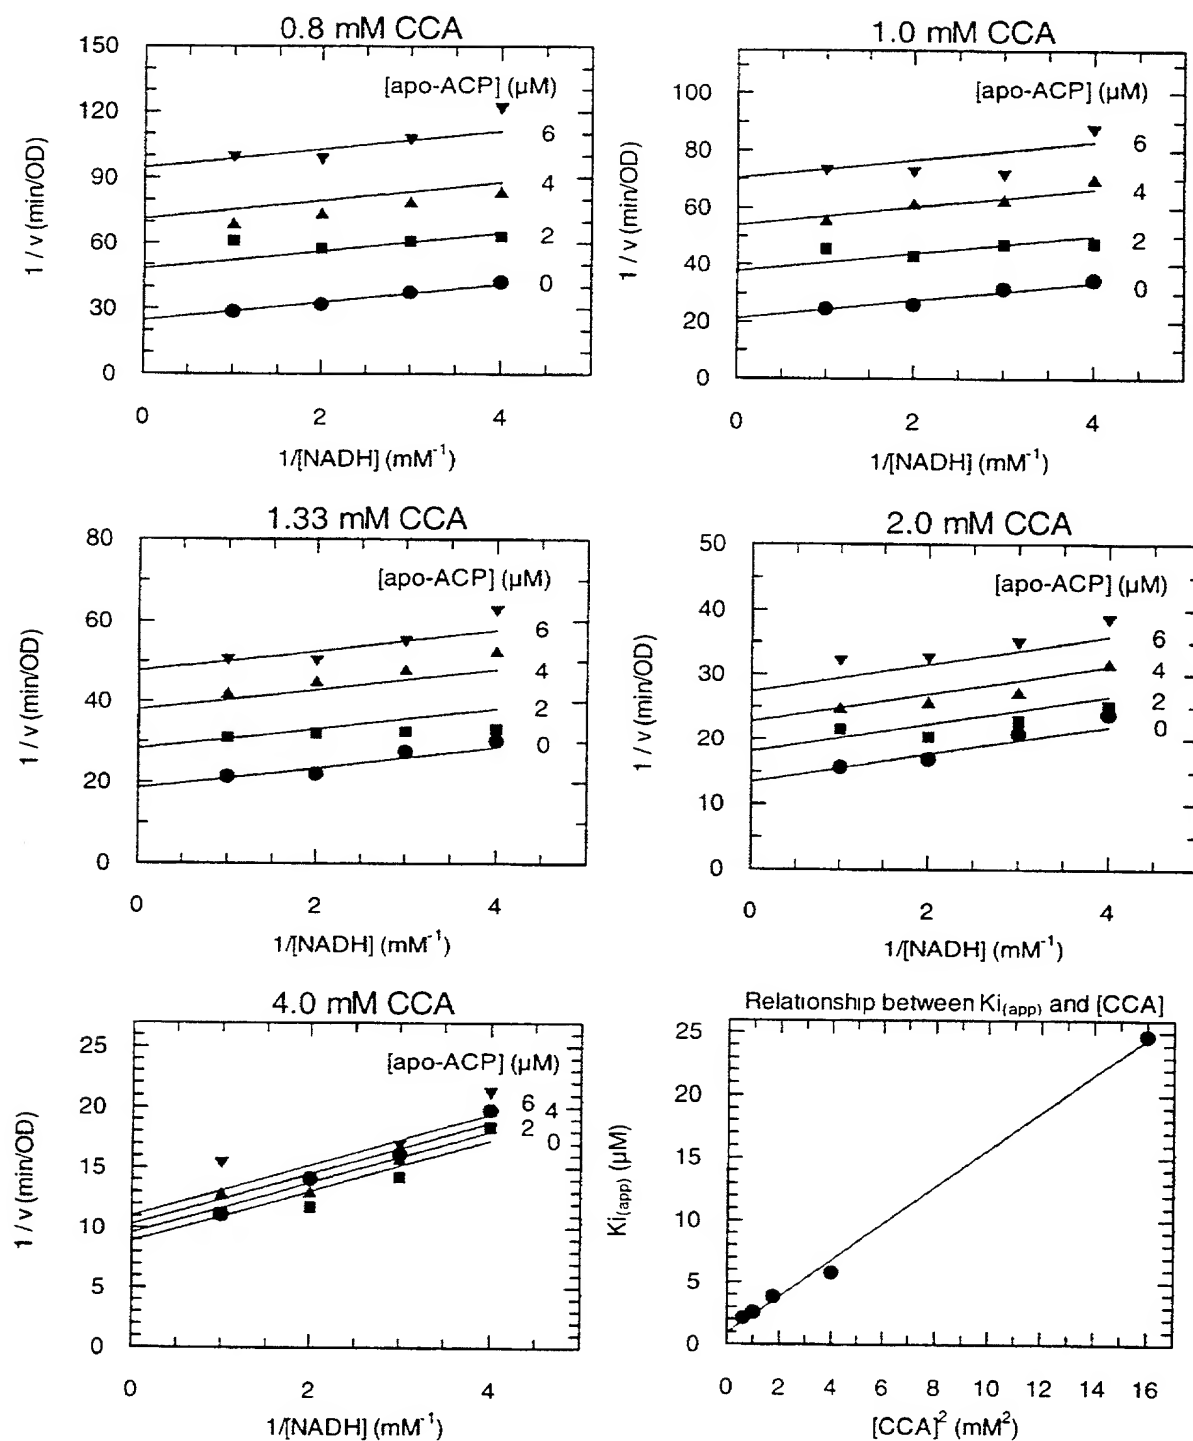 0.8 mM CCA
150
120
90
60
30
0
1 / v (min/OD)
[apo-ACP] (µM)
6
4
2
0
0 2 4
1/[NADH] (mM⁻¹)
1.0 mM CCA
100
80
60
40
20
0
1 / v (min/OD)
[apo-ACP] (µM)
6
4
2
0
0 2 4
1/[NADH] (mM⁻¹)
1.33 mM CCA
80
60
40
20
0
1 / v (min/OD)
[apo-ACP] (µM)
6
4
2
0
0 2 4
1/[NADH] (mM⁻¹)
2.0 mM CCA
50
40
30
20
10
0
1 / v (min/OD)
[apo-ACP] (µM)
6
4
2
0
0 2 4
1/[NADH] (mM⁻¹)
4.0 mM CCA
25
20
15
10
5
0
1 / v (min/OD)
[apo-ACP] (µM)
6 4
2 0
0 2 4
1/[NADH] (mM⁻¹)
Relationship between Ki(app) and [CCA]
25
20
15
10
5
0
Ki(app) (µM)
0 2 4 6 8 10 12 14 16
[CCA]² (mM²)